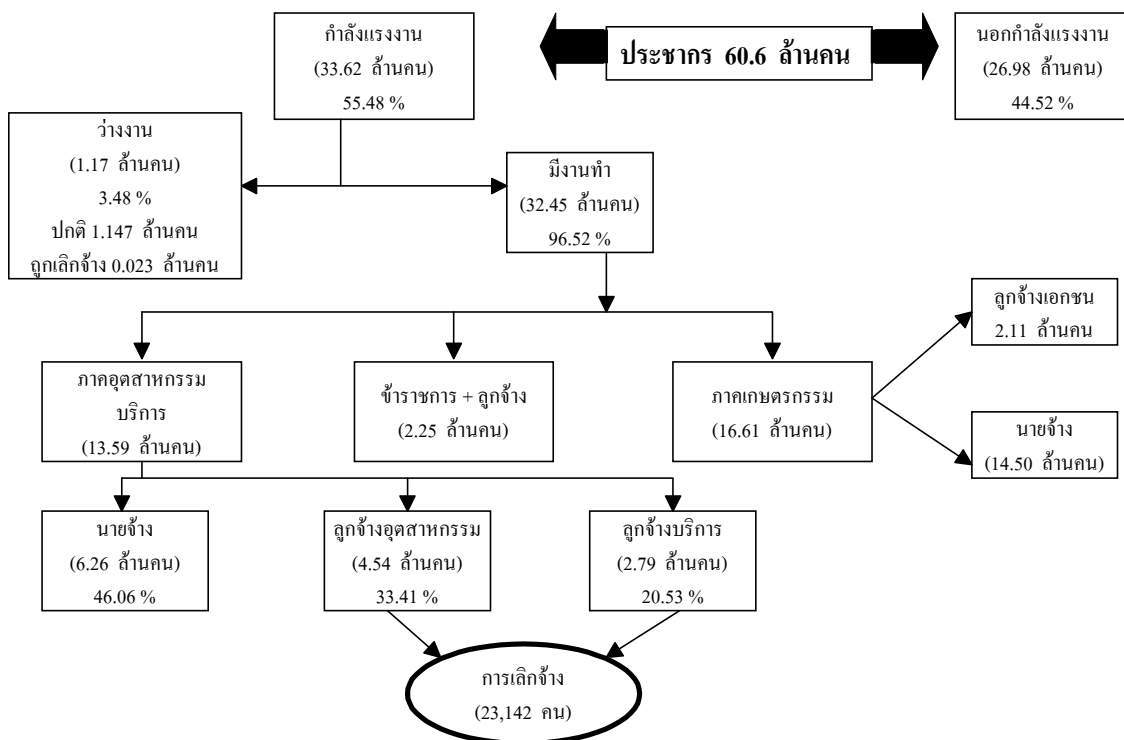 ประชากร 60.6 ล้านคน
กำลังแรงงาน
(33.62 ล้านคน)
55.48 %
นอกกำลังแรงงาน
(26.98 ล้านคน)
44.52 %
ว่างงาน
(1.17 ล้านคน)
3.48 %
ปกติ 1.147 ล้านคน
ถูกเลิกจ้าง 0.023 ล้านคน
มีงานทำ
(32.45 ล้านคน)
96.52 %
ภาคอุตสาหกรรม
บริการ
(13.59 ล้านคน)
ข้าราชการ + ลูกจ้าง
(2.25 ล้านคน)
ภาคเกษตรกรรม
(16.61 ล้านคน)
ลูกจ้างเอกชน
2.11 ล้านคน
นายจ้าง
(14.50 ล้านคน)
นายจ้าง
(6.26 ล้านคน)
46.06 %
ลูกจ้างอุตสาหกรรม
(4.54 ล้านคน)
33.41 %
ลูกจ้างบริการ
(2.79 ล้านคน)
20.53 %
การเลิกจ้าง
(23,142 คน)